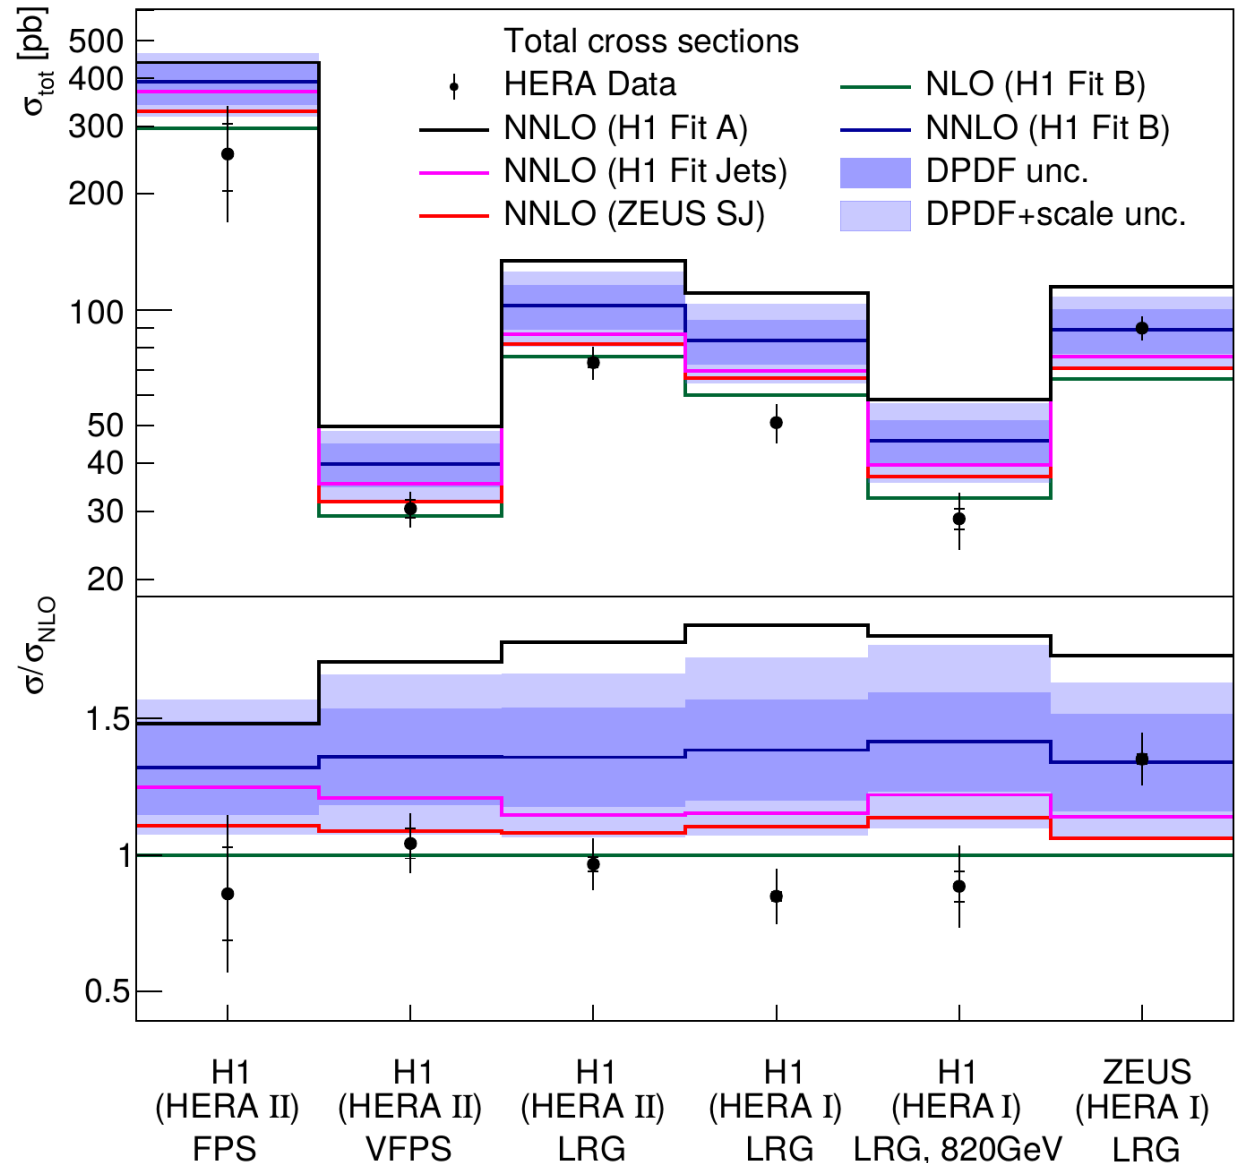 σtot [pb]
500
400
300
200
100
50
40
30
20
Total cross sections
HERA Data
NNLO (H1 Fit A)
NNLO (H1 Fit Jets)
NNLO (ZEUS SJ)
NLO (H1 Fit B)
NNLO (H1 Fit B)
DPDF unc.
DPDF+scale unc.
σ/σNLO
1.5
1
0.5
H1
(HERA II)
FPS
H1
(HERA II)
VFPS
H1
(HERA II)
LRG
H1
(HERA I)
LRG
H1
(HERA I)
LRG, 820GeV
ZEUS
(HERA I)
LRG